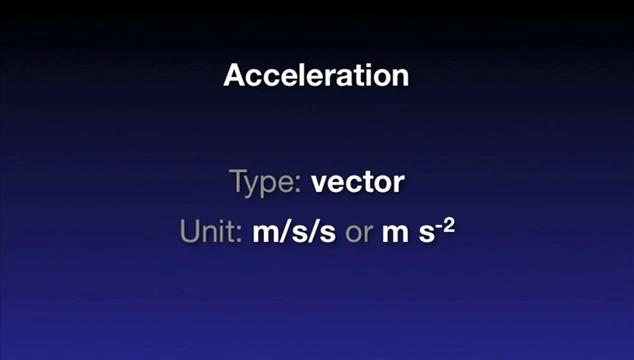 Acceleration
Type: vector
Unit: m/s/s or m s⁻²